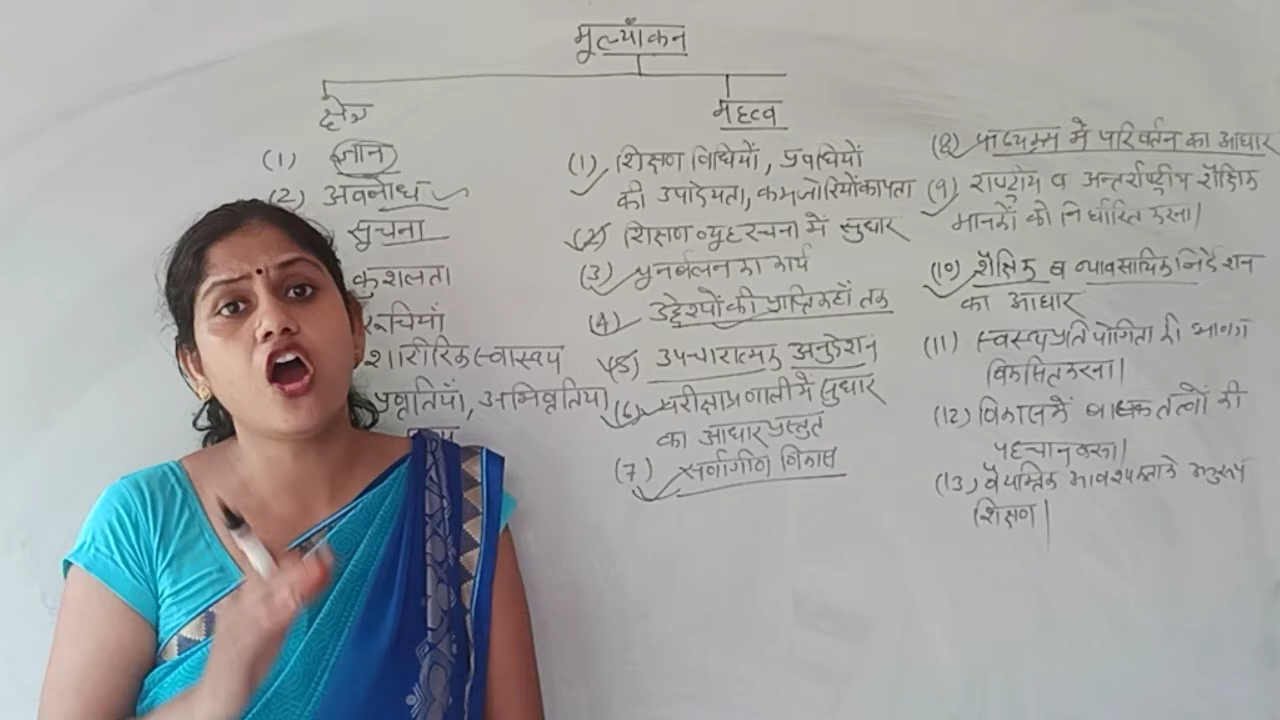 मूल्याँकन
क्षेत्र
(1) ज्ञान
(2) अवबोध
सूचना
कुशलता
रूचियाँ
शारीरिक स्वास्थ्य
प्रवृतियाँ, अभिवृतिया
महत्व
(1) शिक्षण विधियों, प्रविधियों
की उपादेयता, कमजोरियों का पता
(2) शिक्षण व्यूह रचना में सुधार
(3) पुनर्बलन का कार्य
(4) उद्देश्यों की प्राप्ति कहाँ तक
(5) उपचारात्मक अनुदेशन
(6) परीक्षा प्रणाली में सुधार
का आधार प्रस्तुत
(7) सर्वांगीण विकास
(8) पाठ्यक्रम में परिवर्तन का आधार
(9) राष्ट्रीय व अन्तर्राष्ट्रीय शैक्षिक
मानकों को निर्धारित करना।
(10) शैक्षिक व व्यावसायिक निर्देशन
का आधार
(11) स्वस्थ प्रतियोगिता की भावना
विकसित करना।
(12) विकास में बाधक तत्वों की
पहचान करना।
(13) वैयक्तिक आवश्यकता के अनुरूप
शिक्षण।